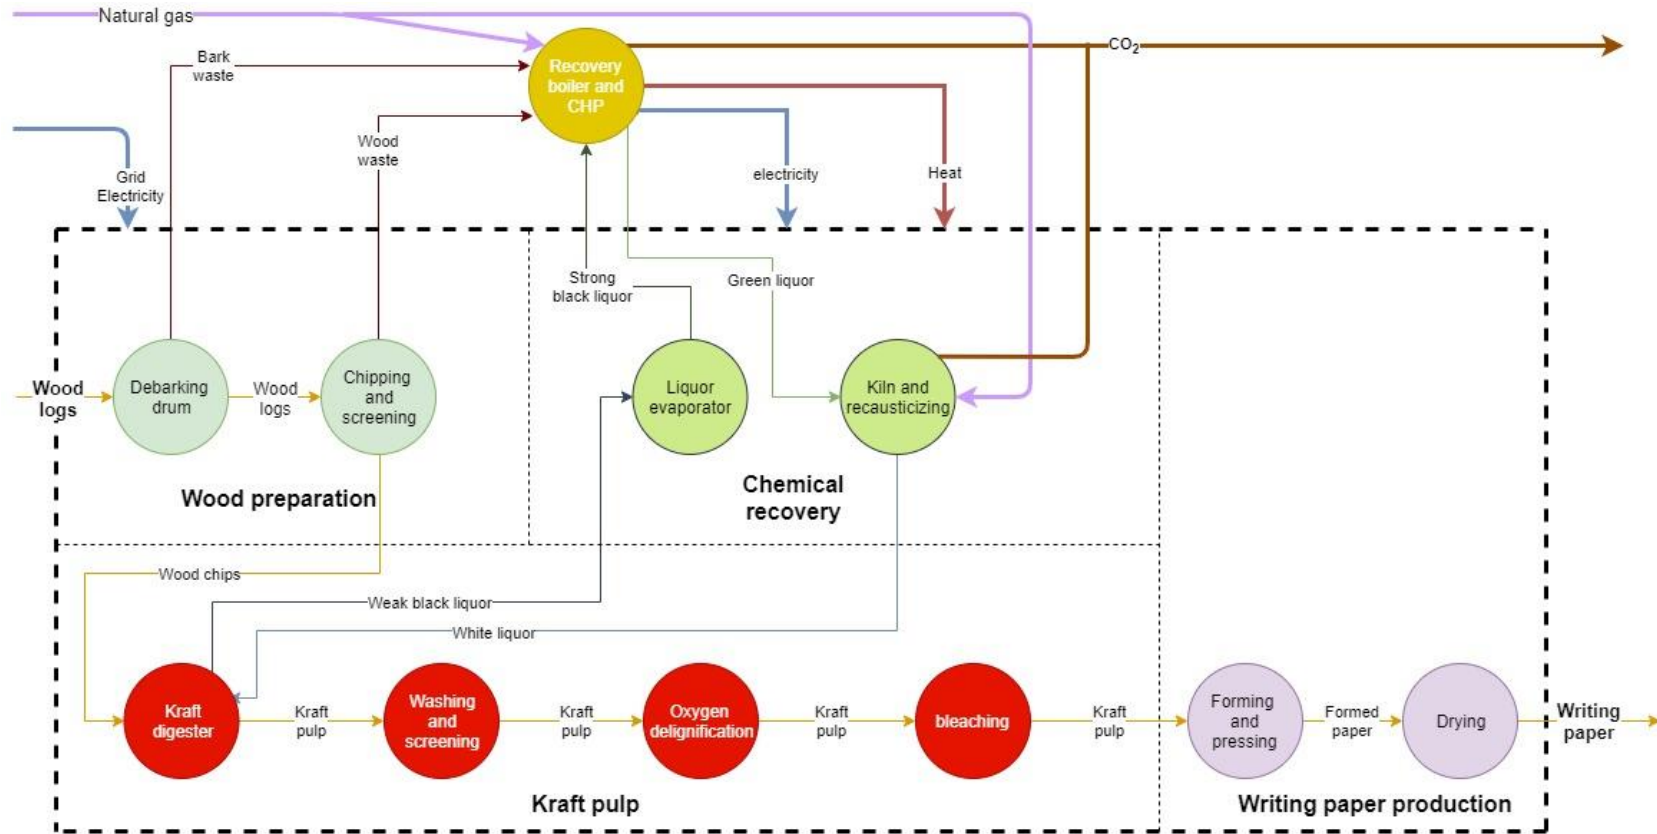 Natural gas
CO₂
Bark
waste
Recovery
boiler and
CHP
Wood
waste
Grid
Electricity
electricity
Heat
Strong
black liquor
Green liquor
Wood
logs
Debarking
drum
Wood
logs
Chipping
and
screening
Liquor
evaporator
Kiln and
recausticizing
Wood preparation
Chemical
recovery
Wood chips
Weak black liquor
White liquor
Kraft
digester
Kraft
pulp
Washing
and
screening
Kraft
pulp
Oxygen
delignification
Kraft
pulp
bleaching
Kraft
pulp
Forming
and
pressing
Formed
paper
Drying
Writing
paper
Kraft pulp
Writing paper production